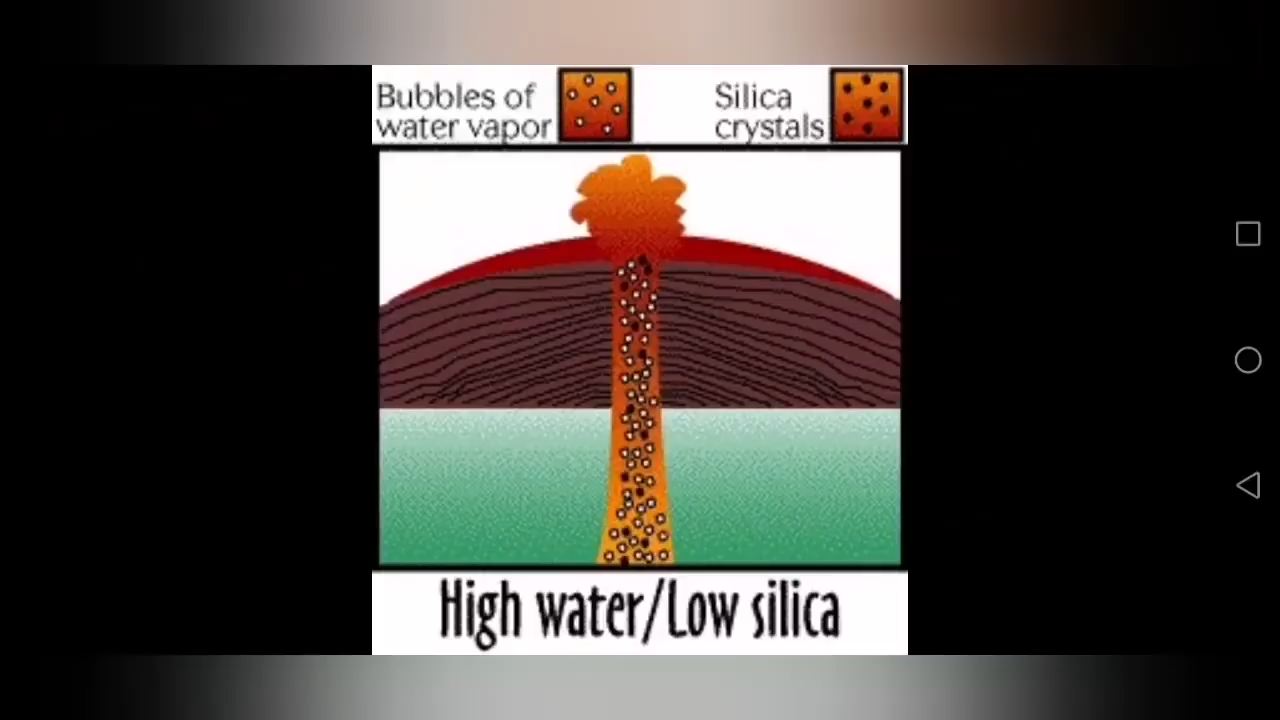 Bubbles of
water vapor
Silica
crystals
High water/Low silica